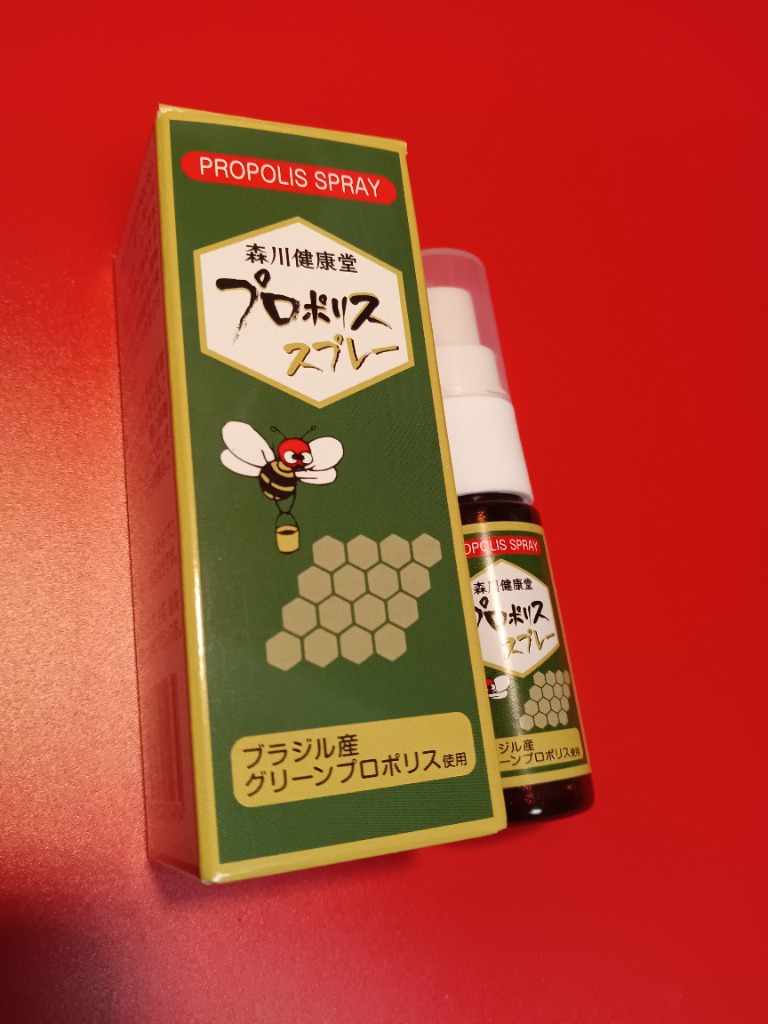 PROPOLIS SPRAY
森川健康堂
プロポリス
スプレー
ブラジル産
グリーンプロポリス使用
OPOLIS SPRAY
森川健康堂
プロポリス
スプレー
ジル産
ーンプロポリス使用